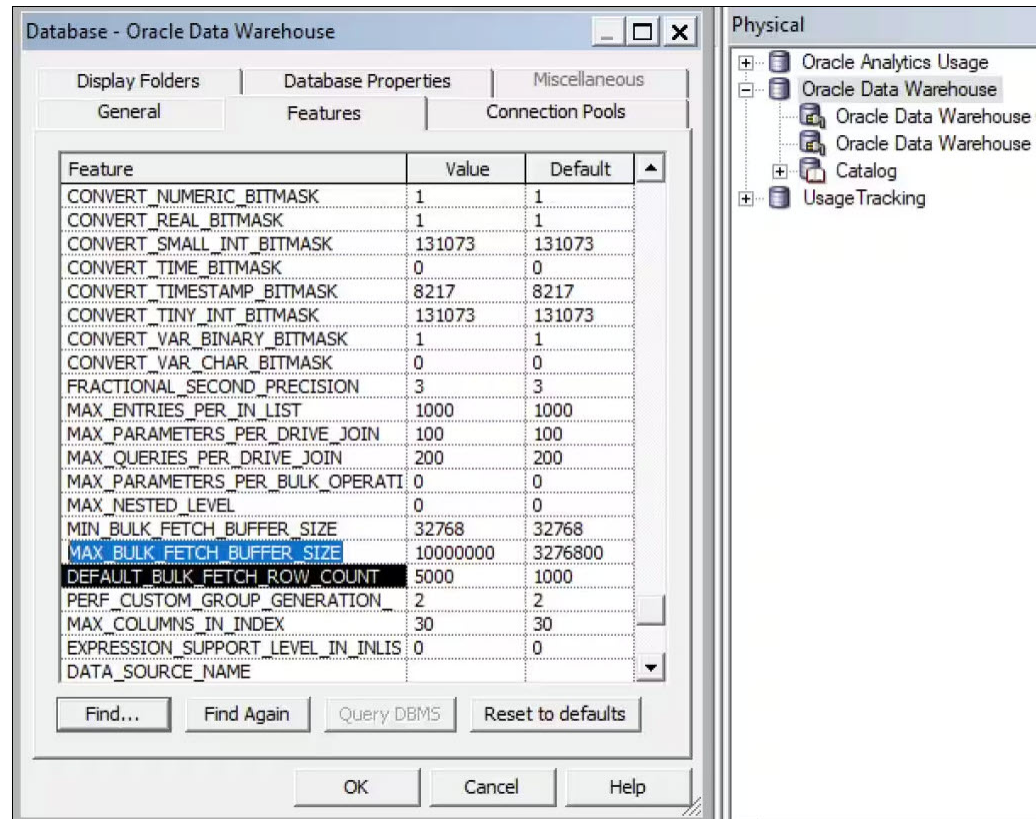 Database - Oracle Data Warehouse
Display Folders Database Properties Miscellaneous
General Features Connection Pools
Feature Value Default
CONVERT_NUMERIC_BITMASK 1 1
CONVERT_REAL_BITMASK 1 1
CONVERT_SMALL_INT_BITMASK 131073 131073
CONVERT_TIME_BITMASK 0 0
CONVERT_TIMESTAMP_BITMASK 8217 8217
CONVERT_TINY_INT_BITMASK 131073 131073
CONVERT_VAR_BINARY_BITMASK 1 1
CONVERT_VAR_CHAR_BITMASK 0 0
FRACTIONAL_SECOND_PRECISION 3 3
MAX_ENTRIES_PER_IN_LIST 1000 1000
MAX_PARAMETERS_PER_DRIVE_JOIN 100 100
MAX_QUERIES_PER_DRIVE_JOIN 200 200
MAX_PARAMETERS_PER_BULK_OPERATI 0 0
MAX_NESTED_LEVEL 0 0
MIN_BULK_FETCH_BUFFER_SIZE 32768 32768
MAX_BULK_FETCH_BUFFER_SIZE 10000000 3276800
DEFAULT_BULK_FETCH_ROW_COUNT 5000 1000
PERF_CUSTOM_GROUP_GENERATION_ 2 2
MAX_COLUMNS_IN_INDEX 30 30
EXPRESSION_SUPPORT_LEVEL_IN_INLIS 0 0
DATA_SOURCE_NAME
Find... Find Again Query DBMS Reset to defaults
OK Cancel Help
Physical
Oracle Analytics Usage
Oracle Data Warehouse
Oracle Data Warehouse
Oracle Data Warehouse
Catalog
UsageTracking